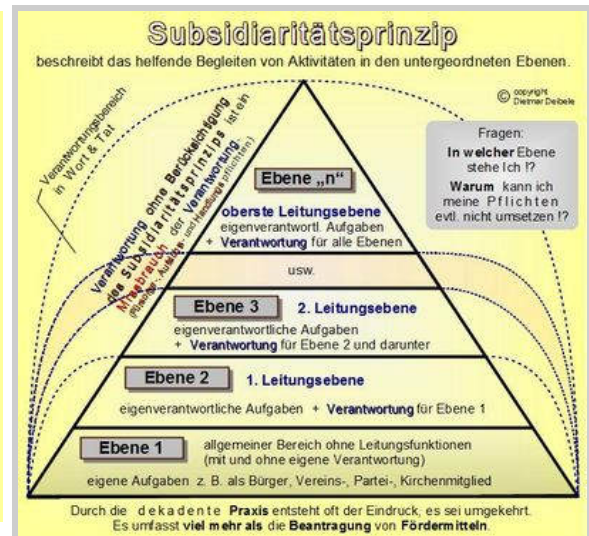 Subsidiaritätsprinzip
beschreibt das helfende Begleiten von Aktivitäten in den untergeordneten Ebenen.
© copyright
Dietmar Deibele
Verantwortungsbereich
in Wort & Tat
Verantwortung ohne Berücksichtigung
des Subsidiaritätsprinzips ist ein
Missbrauch der Verantwortung.
(Fürsorge-, Aufsichts- und Handlungspflichten)
Fragen:
In welcher Ebene
stehe Ich !?
Warum kann ich
meine Pflichten
evtl. nicht umsetzen !?
Ebene „n"
oberste Leitungsebene
eigenverantwortl. Aufgaben
+ Verantwortung für alle Ebenen
usw.
Ebene 3 2. Leitungsebene
eigenverantwortliche Aufgaben
+ Verantwortung für Ebene 2 und darunter
Ebene 2 1. Leitungsebene
eigenverantwortliche Aufgaben + Verantwortung für Ebene 1
Ebene 1 allgemeiner Bereich ohne Leitungsfunktionen
(mit und ohne eigene Verantwortung)
eigene Aufgaben z. B. als Bürger, Vereins-, Partei-, Kirchenmitglied
Durch die dekadente Praxis entsteht oft der Eindruck, es sei umgekehrt.
Es umfasst viel mehr als die Beantragung von Fördermitteln.